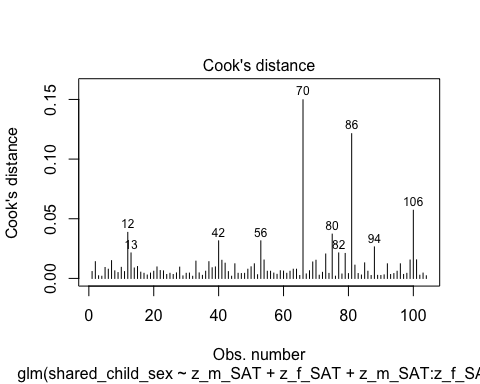 Cook's distance
Cook's distance
0.00 0.05 0.10 0.15
70
86
106
12
13
42
56
80
82
94
0 20 40 60 80 100
Obs. number
glm(shared_child_sex ~ z_m_SAT + z_f_SAT + z_m_SAT:z_f_SA